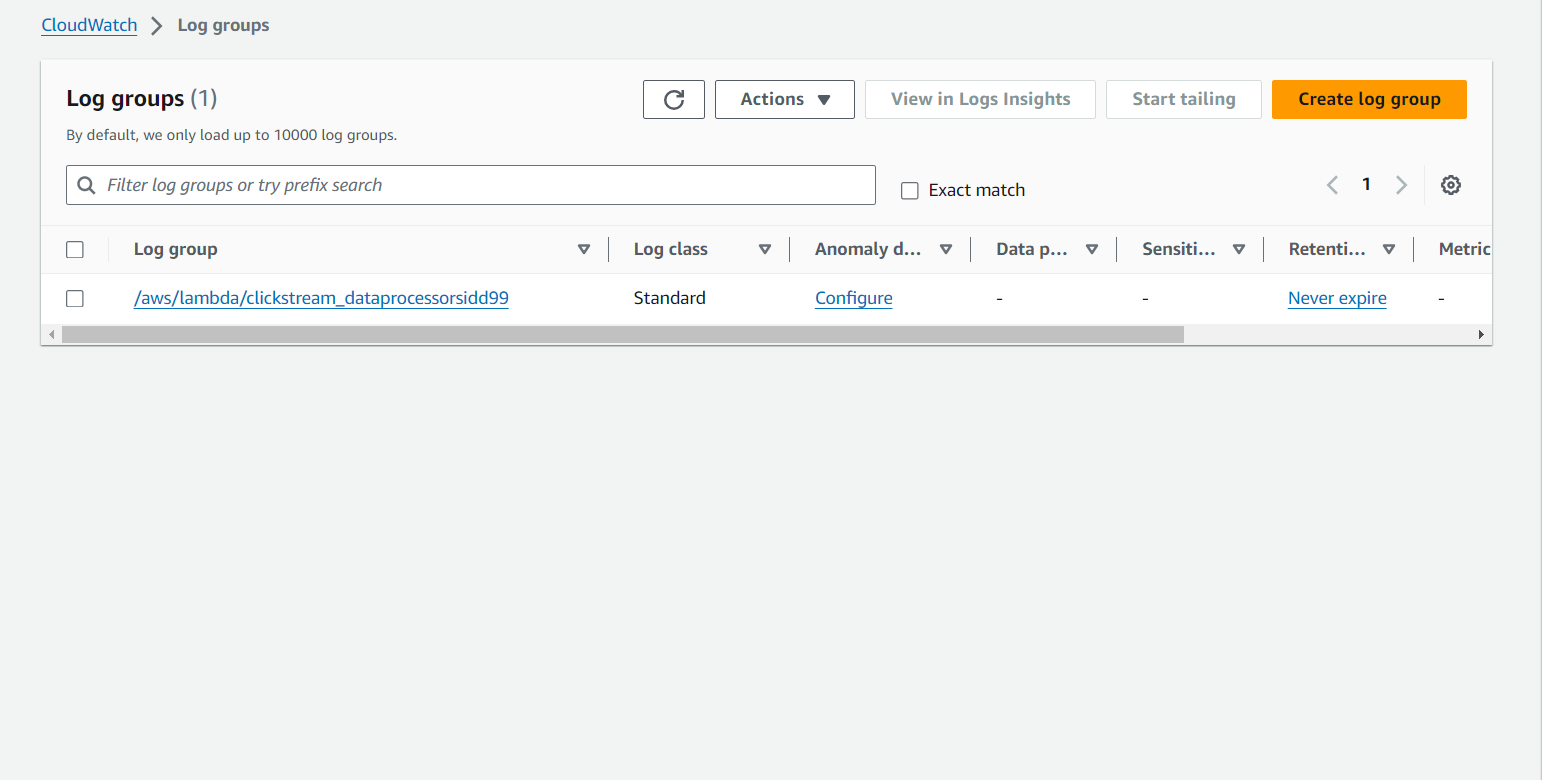 CloudWatch Log groups
Log groups (1)
Actions View in Logs Insights Start tailing Create log group
By default, we only load up to 10000 log groups.
Filter log groups or try prefix search Exact match 1
Log group Log class Anomaly d... Data p... Sensiti... Retenti... Metric
/aws/lambda/clickstream_dataprocessorsidd99 Standard Configure - - Never expire -